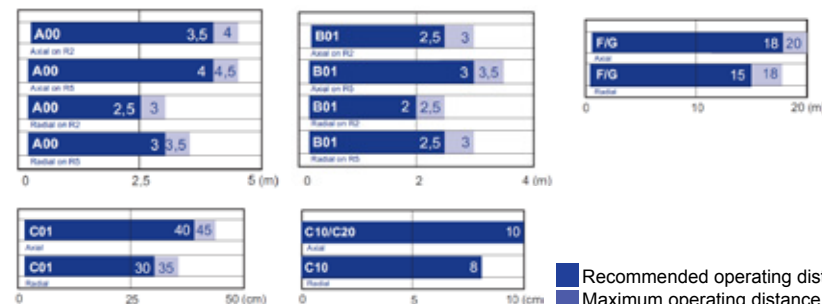 A00 3,5 4
Axial on R2
A00 4 4,5
Axial on R5
A00 2,5 3
Radial on R2
A00 3 3,5
Radial on R5
0 2,5 5 (m)
B01 2,5 3
Axial on R2
B01 3 3,5
Axial on R5
B01 2 2,5
Radial on R2
B01 2,5 3
Radial on R5
0 2 4 (m)
F/G 18 20
Axial
F/G 15 18
Radial
0 10 20 (m
C01 40 45
Axial
C01 30 35
Radial
0 25 50 (cm)
C10/C20 10
Axial
C10 8
Radial
0 5 10 (cm
Recommended operating dist
Maximum operating distance